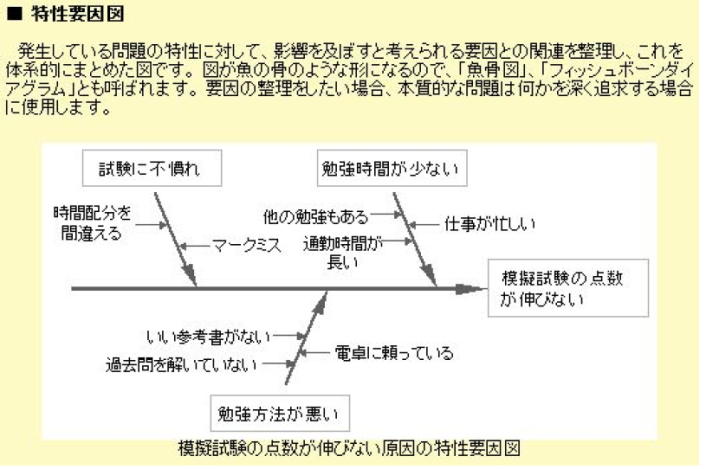 ■ 特性要因図
発生している問題の特性に対して、影響を及ぼすと考えられる要因との関連を整理し、これを
体系的にまとめた図です。図が魚の骨のような形になるので、「魚骨図」、「フィッシュボーンダイ
アグラム」とも呼ばれます。要因の整理をしたい場合、本質的な問題は何かを深く追求する場合
に使用します。
試験に不慣れ
勉強時間が少ない
時間配分を
間違える
マークミス
他の勉強もある
通勤時間が
長い
仕事が忙しい
模擬試験の点数
が伸びない
いい参考書がない
過去問を解いていない
電卓に頼っている
勉強方法が悪い
模擬試験の点数が伸びない原因の特性要因図